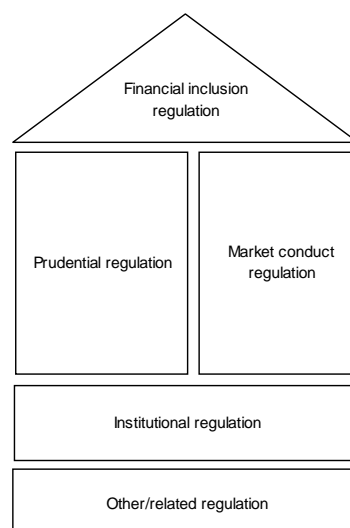 Financial inclusion
regulation
Prudential regulation
Market conduct
regulation
Institutional regulation
Other/related regulation